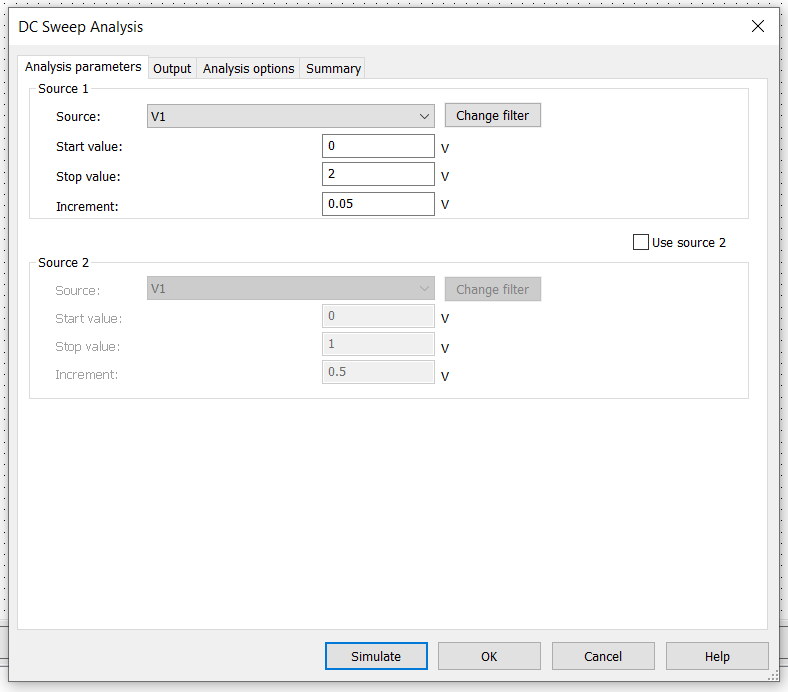 DC Sweep Analysis
Analysis parameters Output Analysis options Summary
Source 1
Source: V1 Change filter
Start value: 0 V
Stop value: 2 V
Increment: 0.05 V
Use source 2
Source 2
Source: V1 Change filter
Start value: 0 V
Stop value: 1 V
Increment: 0.5 V
Simulate OK Cancel Help